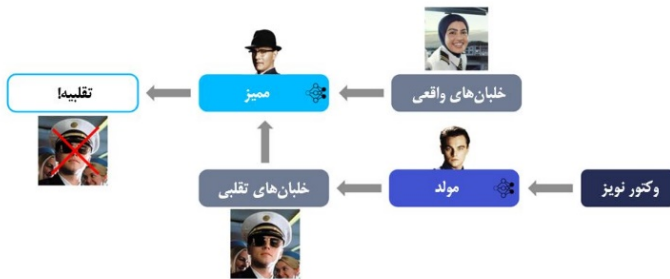 خلبان‌های واقعی
ممیز
تقلبیه!
وکتور نویز
مولد
خلبان‌های تقلبی